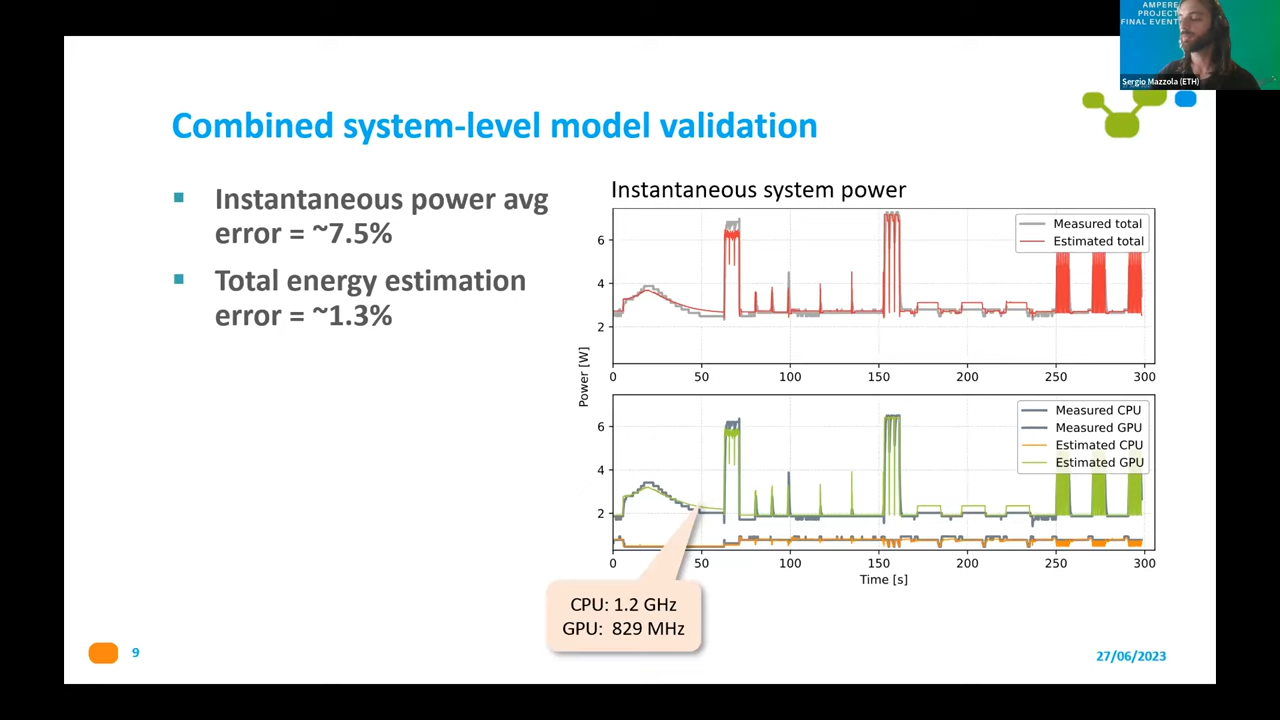 AMPERE
PROJECT
FINAL EVENT
Sergio Mazzola (ETH)
Combined system-level model validation
Instantaneous power avg
error = ~7.5%
Total energy estimation
error = ~1.3%
Instantaneous system power
Measured total
Estimated total
6
4
2
0 50 100 150 200 250 300
Power [W]
Measured CPU
Measured GPU
Estimated CPU
Estimated GPU
6
4
2
0 50 100 150 200 250 300
Time [s]
CPU: 1.2 GHz
GPU: 829 MHz
9
27/06/2023